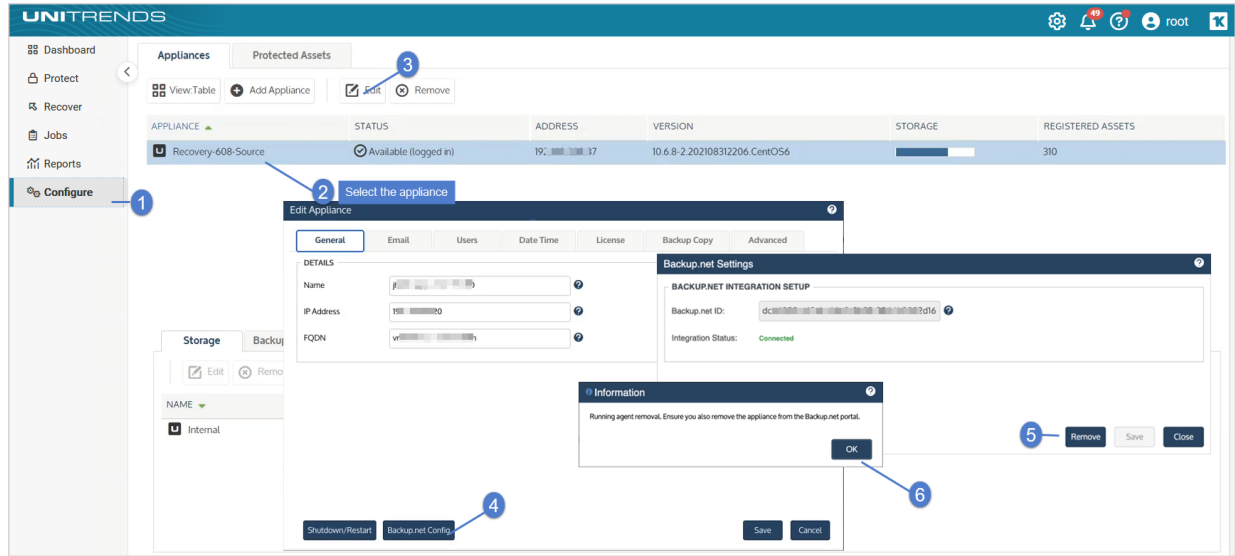 UNITRENDS
49
root
Dashboard
Protect
Recover
Jobs
Reports
Configure
1
Appliances Protected Assets
3
View:Table Add Appliance Edit Remove
APPLIANCE STATUS ADDRESS VERSION STORAGE REGISTERED ASSETS
Recovery-608-Source Available (logged in) 10.6.8-2.202108312206.CentOS6 310
2 Select the appliance
Edit Appliance
General Email Users Date Time License Backup Copy Advanced
DETAILS
Name
IP Address
FQDN
Backup.net Settings
BACKUP.NET INTEGRATION SETUP
Backup.net ID:
Integration Status: Connected
Storage
Edit
NAME
Internal
Information
Running agent removal. Ensure you also remove the appliance from the Backup.net portal.
OK
5
Remove Save Close
6
4
Shutdown/Restart Backup.net Config
Save Cancel